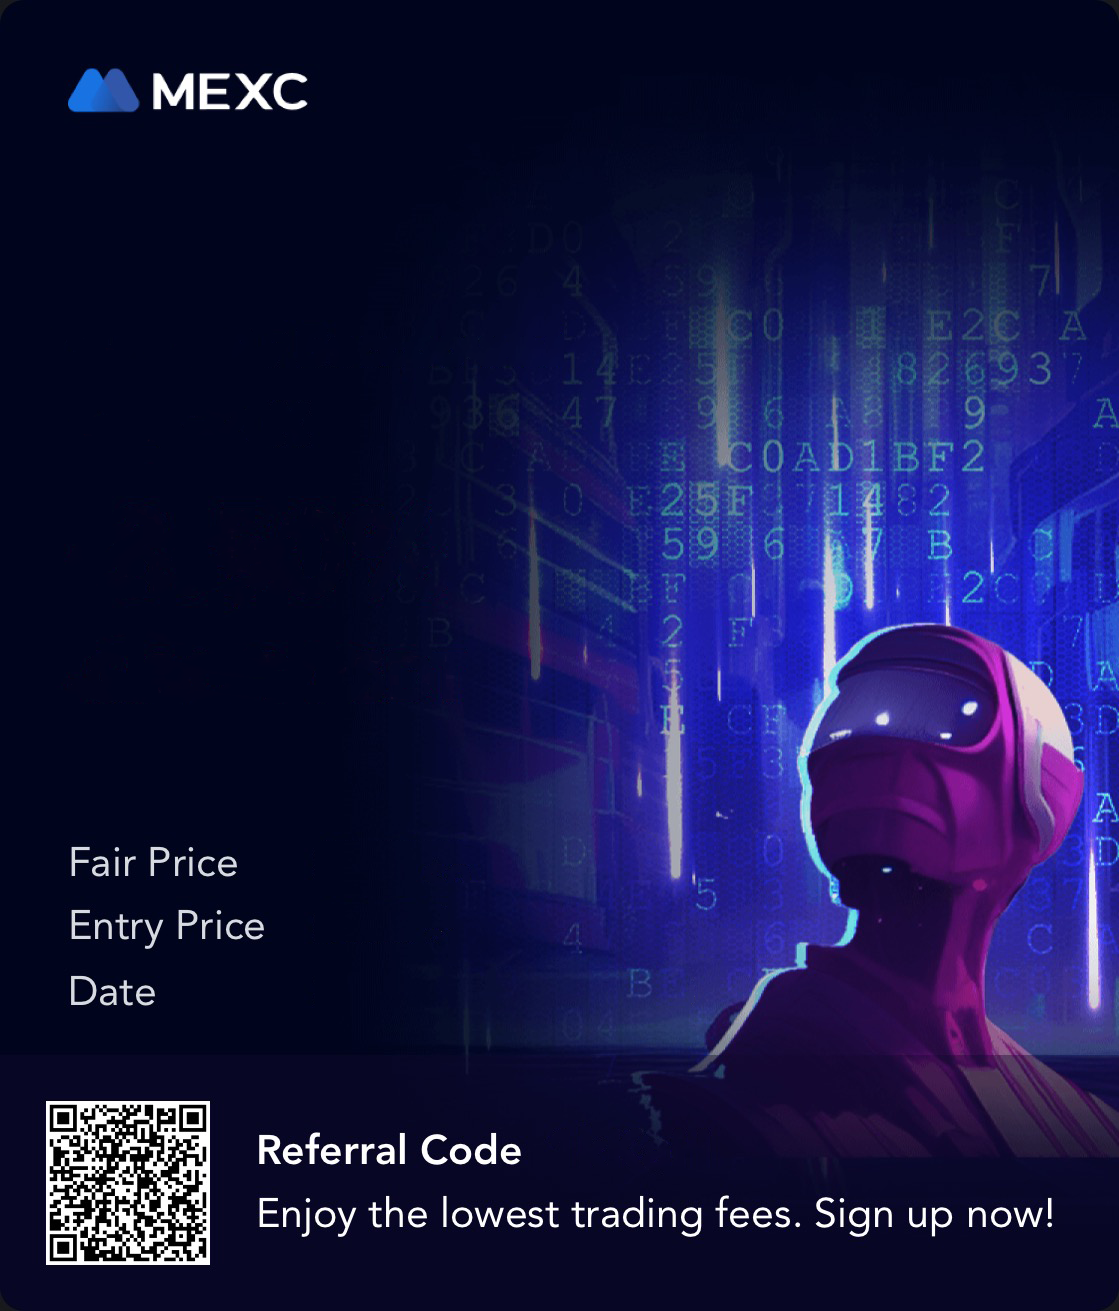 MEXC
Fair Price
Entry Price
Date
Referral Code
Enjoy the lowest trading fees. Sign up now!